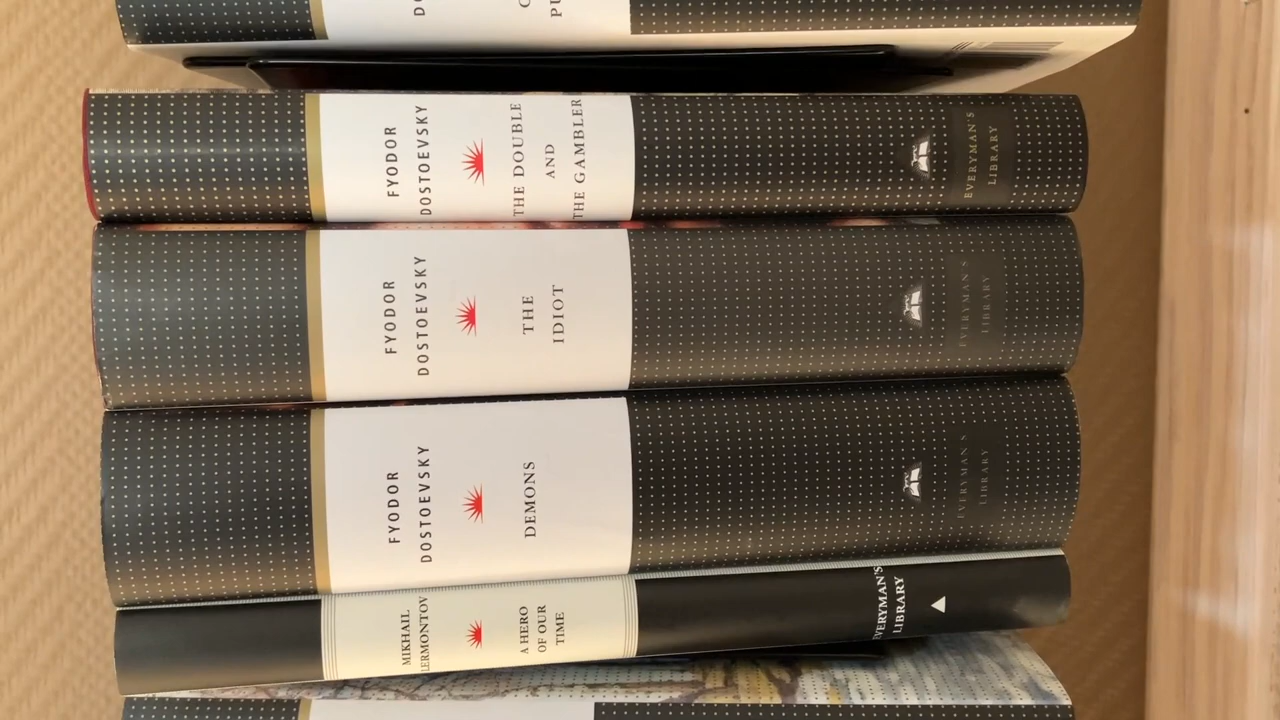 FYODOR
DOSTOEVSKY
THE DOUBLE
AND
THE GAMBLER
EVERYMAN'S
LIBRARY
FYODOR
DOSTOEVSKY
THE
IDIOT
EVERYMAN'S
LIBRARY
FYODOR
DOSTOEVSKY
DEMONS
EVERYMAN'S
LIBRARY
MIKHAIL
LERMONTOV
A HERO
OF OUR
TIME
EVERYMAN'S
LIBRARY